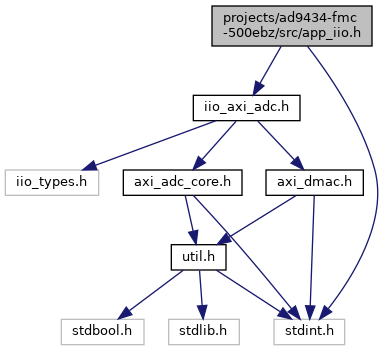 projects/ad9434-fmc
-500ebz/src/app_iio.h
iio_axi_adc.h
iio_types.h
axi_adc_core.h
axi_dmac.h
util.h
stdbool.h
stdlib.h
stdint.h